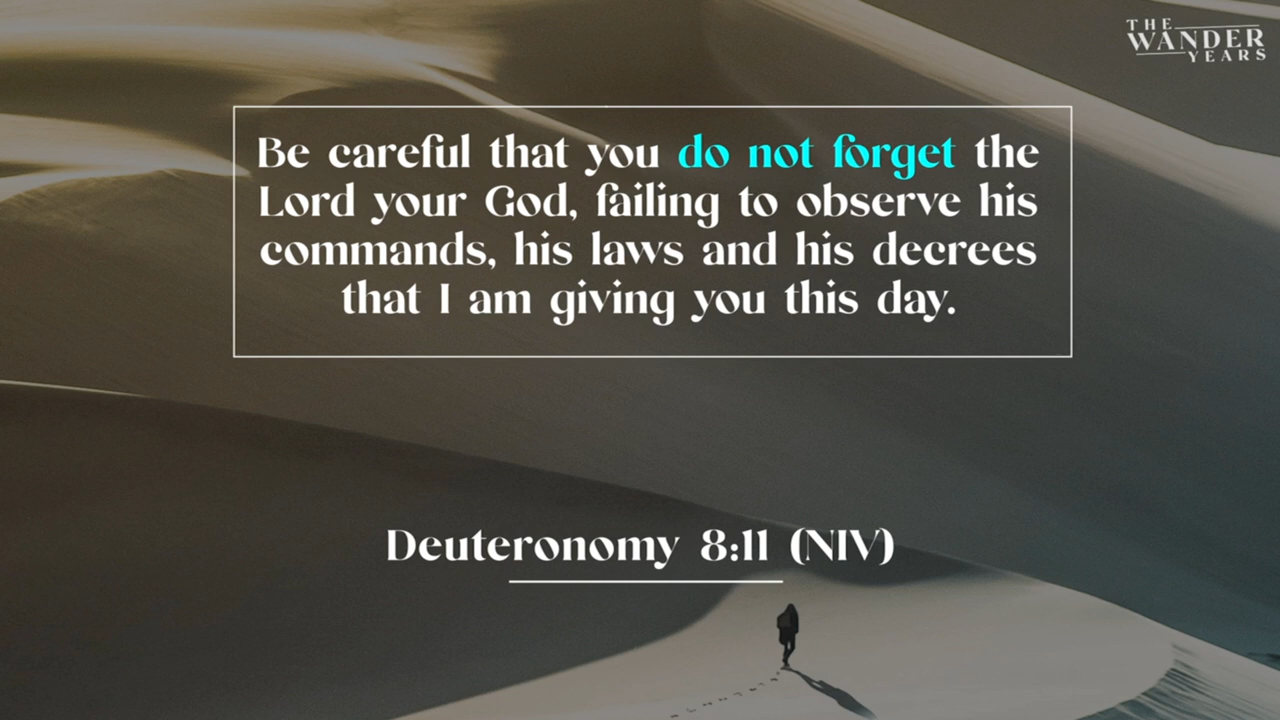 THE
WANDER
YEARS
Be careful that you do not forget the
Lord your God, failing to observe his
commands, his laws and his decrees
that I am giving you this day.
Deuteronomy 8:11 (NIV)